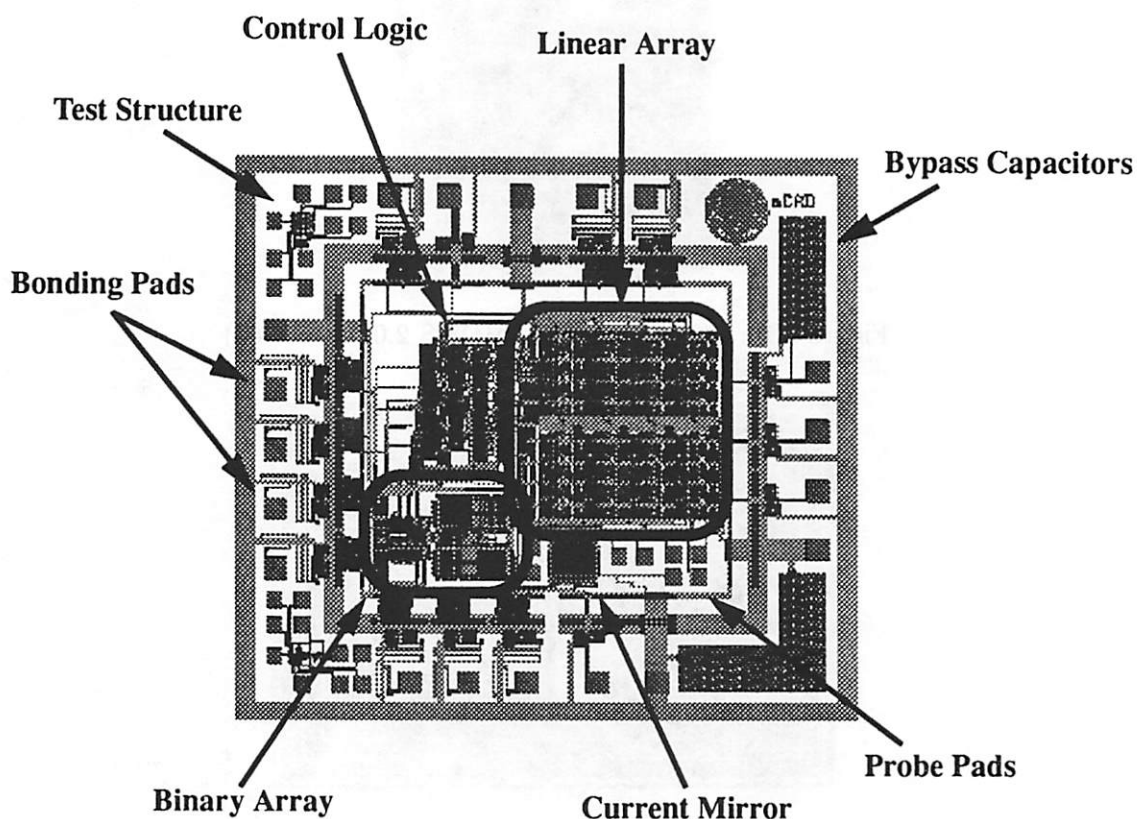 Control Logic
Linear Array
Test Structure
Bypass Capacitors
Bonding Pads
Binary Array
Current Mirror
Probe Pads